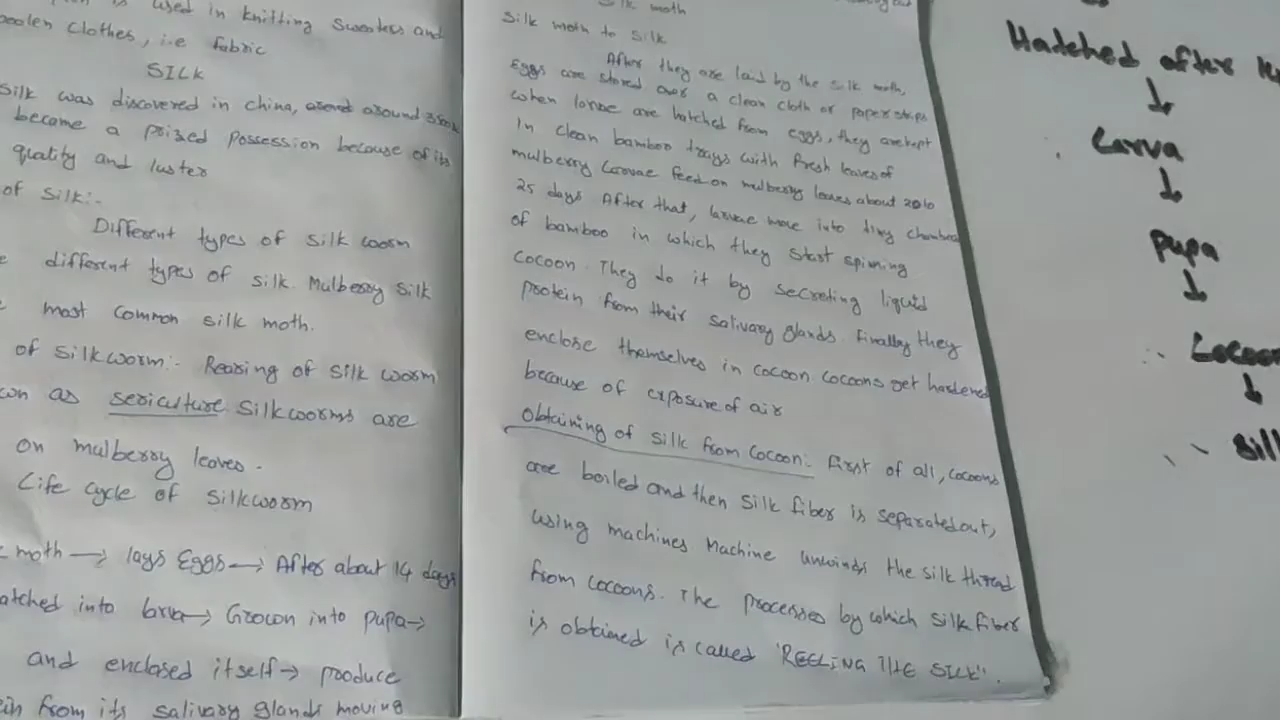 used in knitting sweaters and
clothes, i.e fabric
SILK
Silk was discovered in china, around
became a prized possession because of its
quality and luster
of silk:-
Different types of silk worm
different types of silk. Mulberry silk
most common silk moth.
of silkworm:- Rearing of silk worm
as sericulture. Silkworms are
on mulberry leaves.
Life cycle of silkworm
moth → lays Eggs → After about 14 days
into larva → Grown into pupa →
and enclosed itself → produce
from its salivary glands moving
silk moth
silk moth to silk
After they are laid by the silk moth,
Eggs are stored over a clean cloth or paper strips
when larvae are hatched from eggs, they are kept
in clean bamboo trays with fresh leaves of
mulberry Larvae feed on mulberry leaves about
25 days After that, larvae move into tiny chambers
of bamboo in which they start spinning
cocoon. They do it by secreting liquid
protein from their salivary glands. Finally they
enclose themselves in cocoon cocoons get hardened
because of exposure of air
obtaining of silk from cocoon:- First of all, cocoons
are boiled and then silk fiber is separated out,
using machines Machine unwinds the silk thread
from cocoons. The processes by which silk fiber
is obtained is called "REELING THE SILK".
Hatched after
↓
Larva
↓
pupa
↓
Cocoon
↓